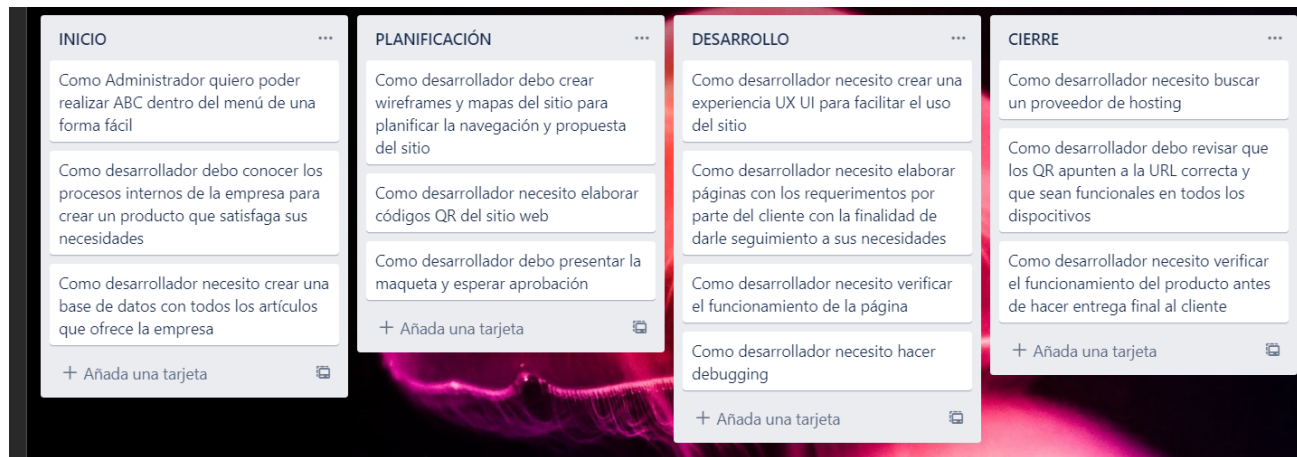 INICIO
Como Administrador quiero poder
realizar ABC dentro del menú de una
forma fácil
Como desarrollador debo conocer los
procesos internos de la empresa para
crear un producto que satisfaga sus
necesidades
Como desarrollador necesito crear una
base de datos con todos los artículos
que ofrece la empresa
+ Añada una tarjeta
PLANIFICACIÓN
Como desarrollador debo crear
wireframes y mapas del sitio para
planificar la navegación y propuesta
del sitio
Como desarrollador necesito elaborar
códigos QR del sitio web
Como desarrollador debo presentar la
maqueta y esperar aprobación
+ Añada una tarjeta
DESARROLLO
Como desarrollador necesito crear una
experiencia UX UI para facilitar el uso
del sitio
Como desarrollador necesito elaborar
páginas con los requerimentos por
parte del cliente con la finalidad de
darle seguimiento a sus necesidades
Como desarrollador necesito verificar
el funcionamiento de la página
Como desarrollador necesito hacer
debugging
+ Añada una tarjeta
CIERRE
Como desarrollador necesito buscar
un proveedor de hosting
Como desarrollador debo revisar que
los QR apunten a la URL correcta y
que sean funcionales en todos los
dispocitivos
Como desarrollador necesito verificar
el funcionamiento del producto antes
de hacer entrega final al cliente
+ Añada una tarjeta